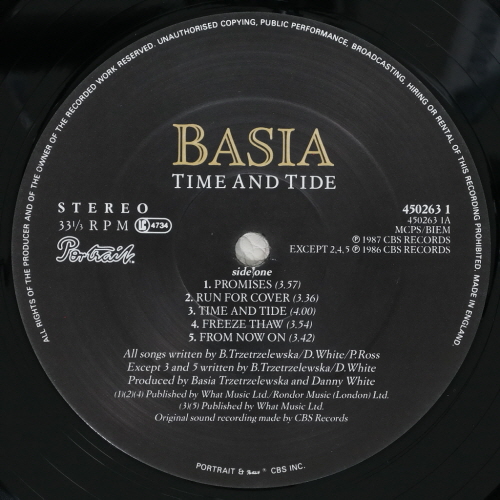 ALL RIGHTS OF THE PRODUCER AND OF THE OWNER OF THE RECORDED WORK RESERVED. UNAUTHORISED COPYING, PUBLIC PERFORMANCE, BROADCASTING, HIRING OR RENTAL OF THIS RECORDING PROHIBITED. MADE IN ENGLAND.
BASIA
TIME AND TIDE
STEREO
33⅓ RPM LC 4734
Portrait.
450263 1
450263 1A
MCPS/BIEM
℗ 1987 CBS RECORDS
EXCEPT 2,4,5 ℗ 1986 CBS RECORDS
side one
1. PROMISES (3.57)
2. RUN FOR COVER (3.36)
3. TIME AND TIDE (4.00)
4. FREEZE THAW (3.54)
5. FROM NOW ON (3.42)
All songs written by B.Trzetrzelewska/D.White/P.Ross
Except 3 and 5 written by B.Trzetrzelewska/D.White
Produced by Basia Trzetrzelewska and Danny White
(1)(2)(4) Published by What Music Ltd./Rondor Music (London) Ltd.
(3)(5) Published by What Music Ltd.
Original sound recording made by CBS Records
PORTRAIT & Portrait ® CBS INC.